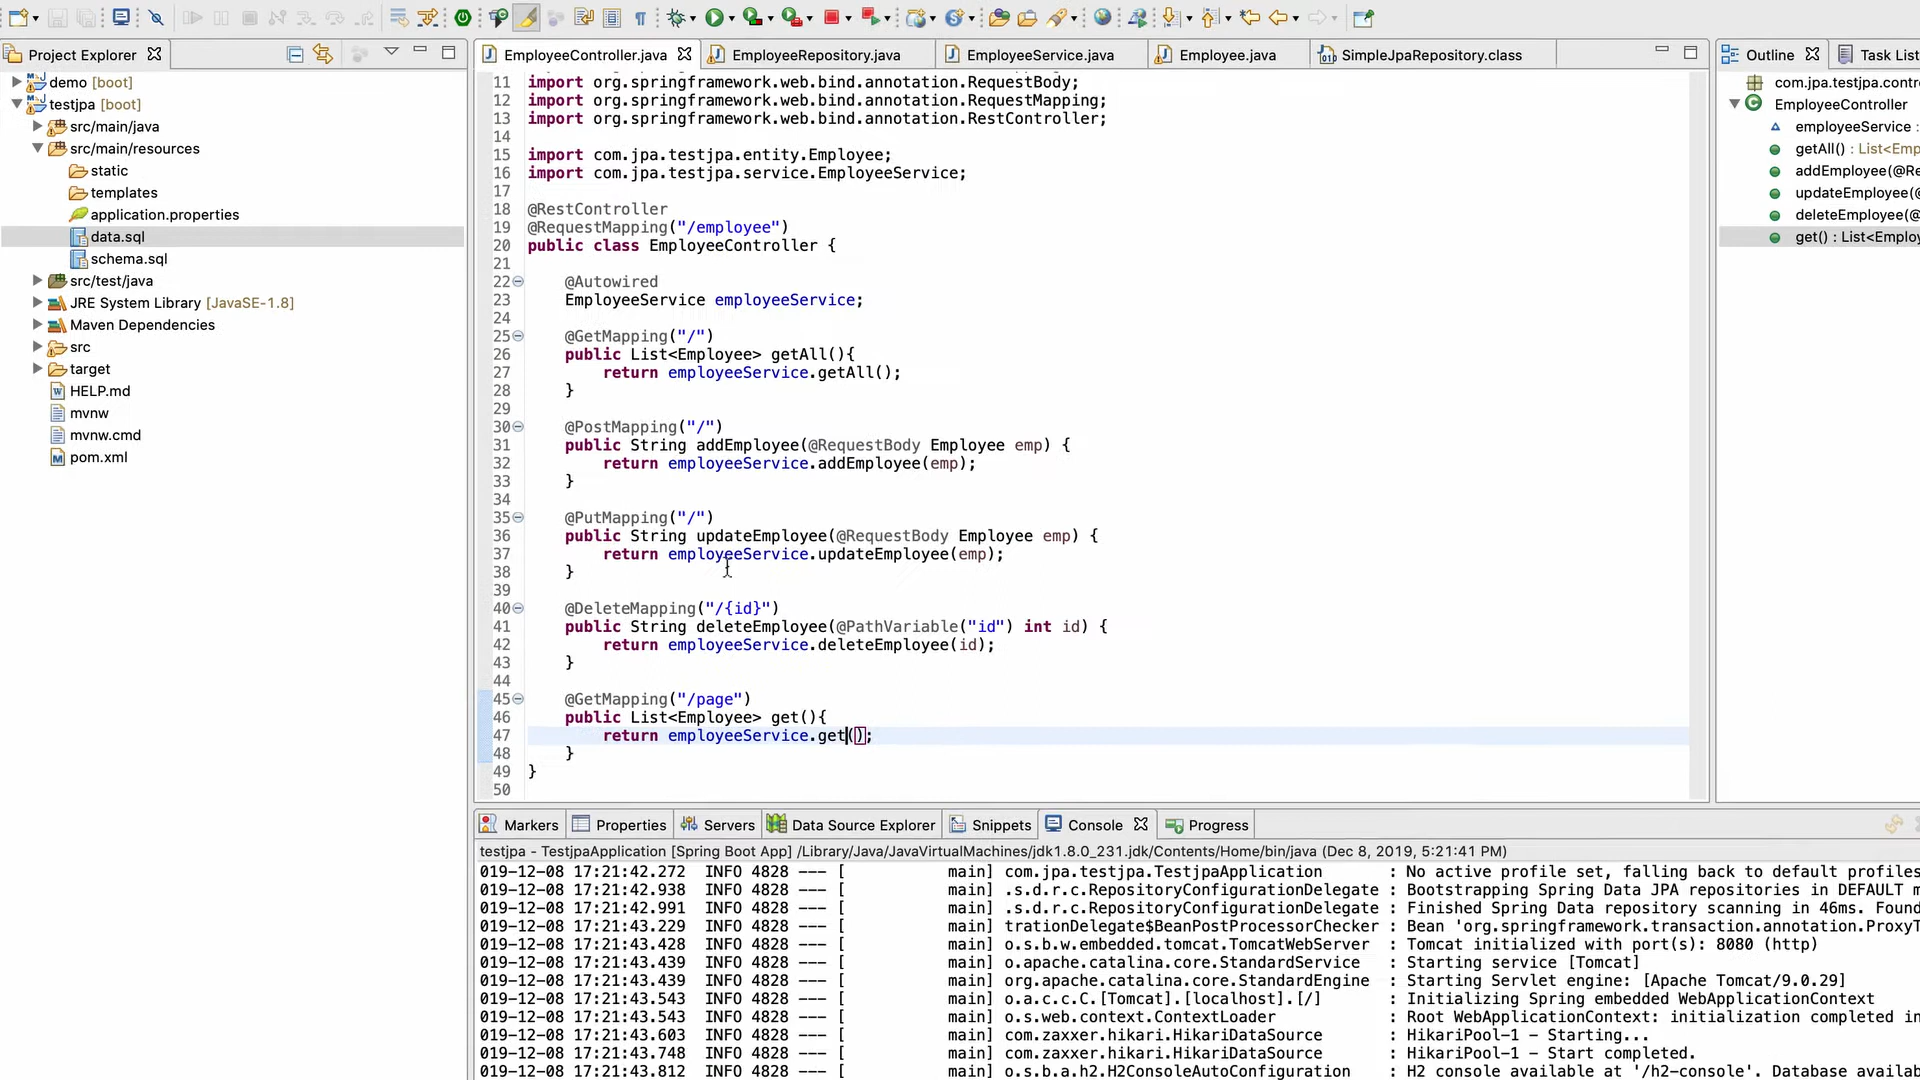 Project Explorer
EmployeeController.java
EmployeeRepository.java
EmployeeService.java
Employee.java
SimpleJpaRepository.class
Outline
Task List
demo [boot]
testjpa [boot]
src/main/java
src/main/resources
static
templates
application.properties
data.sql
schema.sql
src/test/java
JRE System Library [JavaSE-1.8]
Maven Dependencies
src
target
HELP.md
mvnw
mvnw.cmd
pom.xml
11 import org.springframework.web.bind.annotation.RequestBody;
12 import org.springframework.web.bind.annotation.RequestMapping;
13 import org.springframework.web.bind.annotation.RestController;
14
15 import com.jpa.testjpa.entity.Employee;
16 import com.jpa.testjpa.service.EmployeeService;
17
18 @RestController
19 @RequestMapping("/employee")
20 public class EmployeeController {
21
22 @Autowired
23 EmployeeService employeeService;
24
25 @GetMapping("/")
26 public List<Employee> getAll(){
27 return employeeService.getAll();
28 }
29
30 @PostMapping("/")
31 public String addEmployee(@RequestBody Employee emp) {
32 return employeeService.addEmployee(emp);
33 }
34
35 @PutMapping("/")
36 public String updateEmployee(@RequestBody Employee emp) {
37 return employeeService.updateEmployee(emp);
38 }
39
40 @DeleteMapping("/{id}")
41 public String deleteEmployee(@PathVariable("id") int id) {
42 return employeeService.deleteEmployee(id);
43 }
44
45 @GetMapping("/page")
46 public List<Employee> get(){
47 return employeeService.get();
48 }
49 }
50
com.jpa.testjpa.contr
EmployeeController
employeeService :
getAll() : List<Emp
addEmployee(@Re
updateEmployee(@
deleteEmployee(@
get() : List<Employ
Markers
Properties
Servers
Data Source Explorer
Snippets
Console
Progress
testjpa - TestjpaApplication [Spring Boot App] /Library/Java/JavaVirtualMachines/jdk1.8.0_231.jdk/Contents/Home/bin/java (Dec 8, 2019, 5:21:41 PM)
019-12-08 17:21:42.272 INFO 4828 --- [ main] com.jpa.testjpa.TestjpaApplication : No active profile set, falling back to default profiles
019-12-08 17:21:42.938 INFO 4828 --- [ main] .s.d.r.c.RepositoryConfigurationDelegate : Bootstrapping Spring Data JPA repositories in DEFAULT m
019-12-08 17:21:42.991 INFO 4828 --- [ main] .s.d.r.c.RepositoryConfigurationDelegate : Finished Spring Data repository scanning in 46ms. Found
019-12-08 17:21:43.229 INFO 4828 --- [ main] trationDelegate$BeanPostProcessorChecker : Bean 'org.springframework.transaction.annotation.ProxyT
019-12-08 17:21:43.428 INFO 4828 --- [ main] o.s.b.w.embedded.tomcat.TomcatWebServer : Tomcat initialized with port(s): 8080 (http)
019-12-08 17:21:43.439 INFO 4828 --- [ main] o.apache.catalina.core.StandardService : Starting service [Tomcat]
019-12-08 17:21:43.439 INFO 4828 --- [ main] org.apache.catalina.core.StandardEngine : Starting Servlet engine: [Apache Tomcat/9.0.29]
019-12-08 17:21:43.543 INFO 4828 --- [ main] o.a.c.c.C.[Tomcat].[localhost].[/] : Initializing Spring embedded WebApplicationContext
019-12-08 17:21:43.543 INFO 4828 --- [ main] o.s.web.context.ContextLoader : Root WebApplicationContext: initialization completed in
019-12-08 17:21:43.603 INFO 4828 --- [ main] com.zaxxer.hikari.HikariDataSource : HikariPool-1 - Starting...
019-12-08 17:21:43.748 INFO 4828 --- [ main] com.zaxxer.hikari.HikariDataSource : HikariPool-1 - Start completed.
019-12-08 17:21:43.812 INFO 4828 --- [ main] o.s.b.a.h2.H2ConsoleAutoConfiguration : H2 console available at '/h2-console'. Database availab